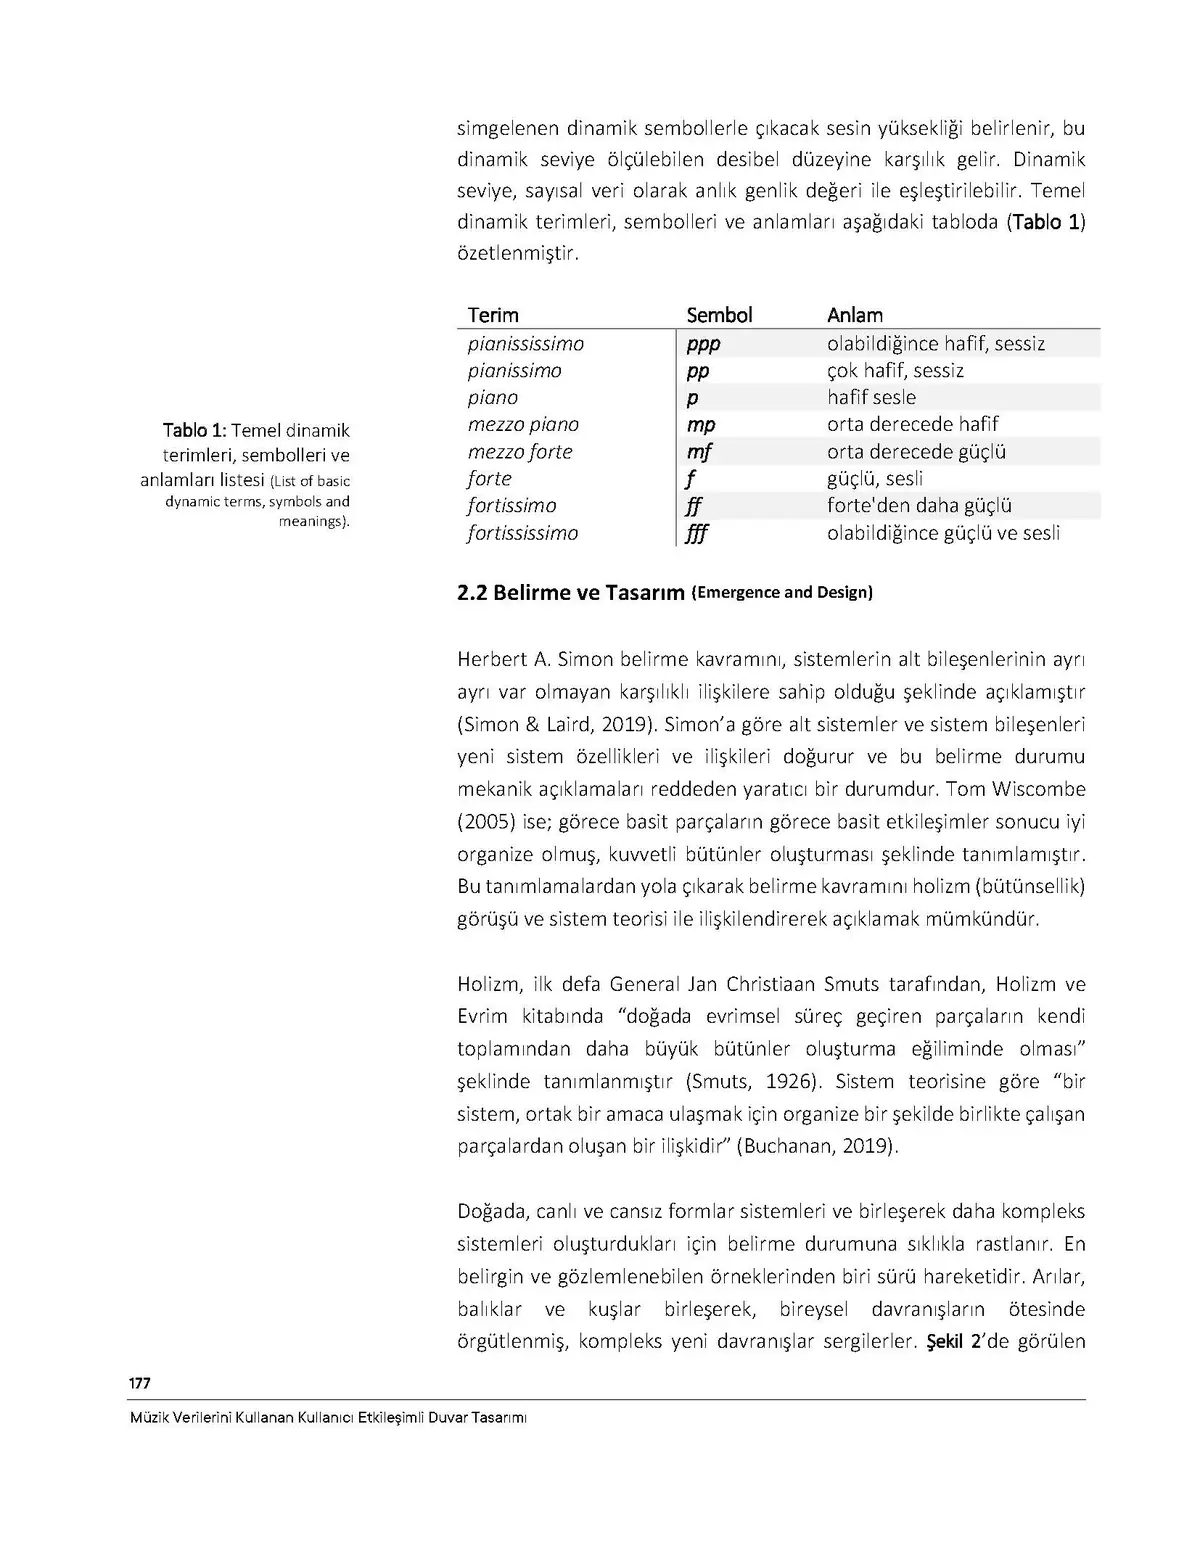 simgelenen dinamik sembollerle çıkacak sesin yüksekliği belirlenir, bu
dinamik seviye ölçülebilen desibel düzeyine karşılık gelir. Dinamik
seviye, sayısal veri olarak anlık genlik değeri ile eşleştirilebilir. Temel
dinamik terimleri, sembolleri ve anlamları aşağıdaki tabloda (Tablo 1)
özetlenmiştir.
Terim Sembol Anlam
pianississimo ppp olabildiğince hafif, sessiz
pianissimo pp çok hafif, sessiz
piano p hafif sesle
mezzo piano mp orta derecede hafif
mezzo forte mf orta derecede güçlü
forte f güçlü, sesli
fortissimo ff forte'den daha güçlü
fortississimo fff olabildiğince güçlü ve sesli
Tablo 1: Temel dinamik
terimleri, sembolleri ve
anlamları listesi (List of basic
dynamic terms, symbols and
meanings).
2.2 Belirme ve Tasarım (Emergence and Design)
Herbert A. Simon belirme kavramını, sistemlerin alt bileşenlerinin ayrı
ayrı var olmayan karşılıklı ilişkilere sahip olduğu şeklinde açıklamıştır
(Simon & Laird, 2019). Simon’a göre alt sistemler ve sistem bileşenleri
yeni sistem özellikleri ve ilişkileri doğurur ve bu belirme durumu
mekanik açıklamaları reddeden yaratıcı bir durumdur. Tom Wiscombe
(2005) ise; görece basit parçaların görece basit etkileşimler sonucu iyi
organize olmuş, kuvvetli bütünler oluşturması şeklinde tanımlamıştır.
Bu tanımlamalardan yola çıkarak belirme kavramını holizm (bütünsellik)
görüşü ve sistem teorisi ile ilişkilendirerek açıklamak mümkündür.
Holizm, ilk defa General Jan Christiaan Smuts tarafından, Holizm ve
Evrim kitabında “doğada evrimsel süreç geçiren parçaların kendi
toplamından daha büyük bütünler oluşturma eğiliminde olması”
şeklinde tanımlanmıştır (Smuts, 1926). Sistem teorisine göre “bir
sistem, ortak bir amaca ulaşmak için organize bir şekilde birlikte çalışan
parçalardan oluşan bir ilişkidir” (Buchanan, 2019).
Doğada, canlı ve cansız formlar sistemleri ve birleşerek daha kompleks
sistemleri oluşturdukları için belirme durumuna sıklıkla rastlanır. En
belirgin ve gözlemlenebilen örneklerinden biri sürü hareketidir. Arılar,
balıklar ve kuşlar birleşerek, bireysel davranışların ötesinde
örgütlenmiş, kompleks yeni davranışlar sergilerler. Şekil 2’de görülen
177
Müzik Verilerini Kullanan Kullanıcı Etkileşimli Duvar Tasarımı